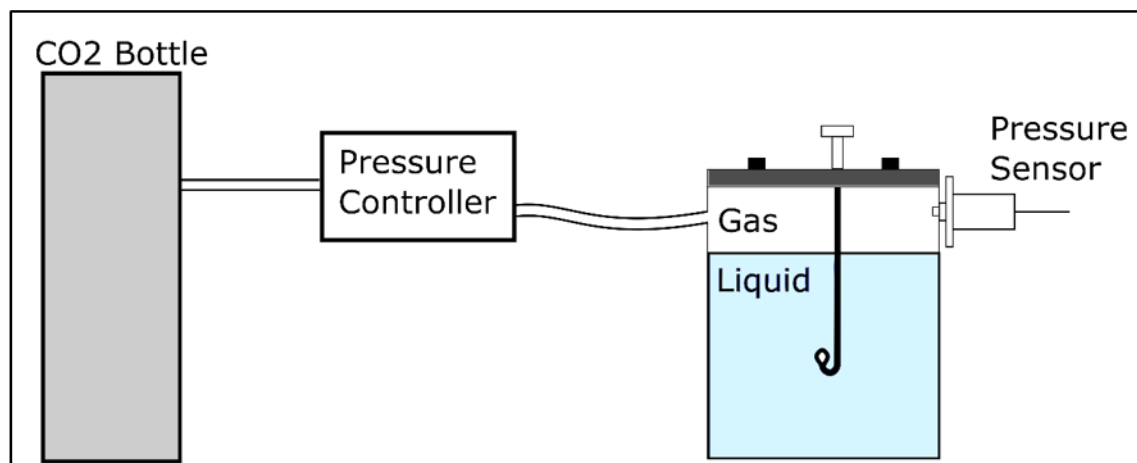 CO2 Bottle
Pressure
Controller
Gas
Liquid
Pressure
Sensor